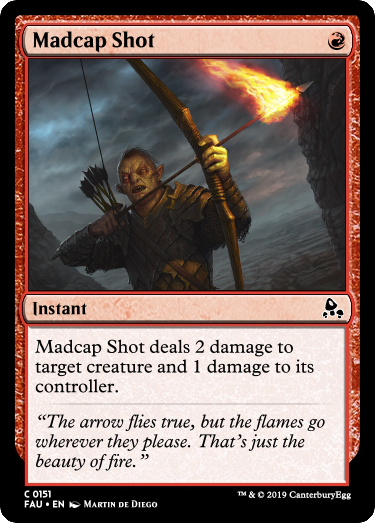 Madcap Shot
Instant
Madcap Shot deals 2 damage to
target creature and 1 damage to its
controller.
“The arrow flies true, but the flames go
wherever they please. That’s just the
beauty of fire.”
C 0151
FAU • EN Martin de Diego
™ & © 2019 CanterburyEgg